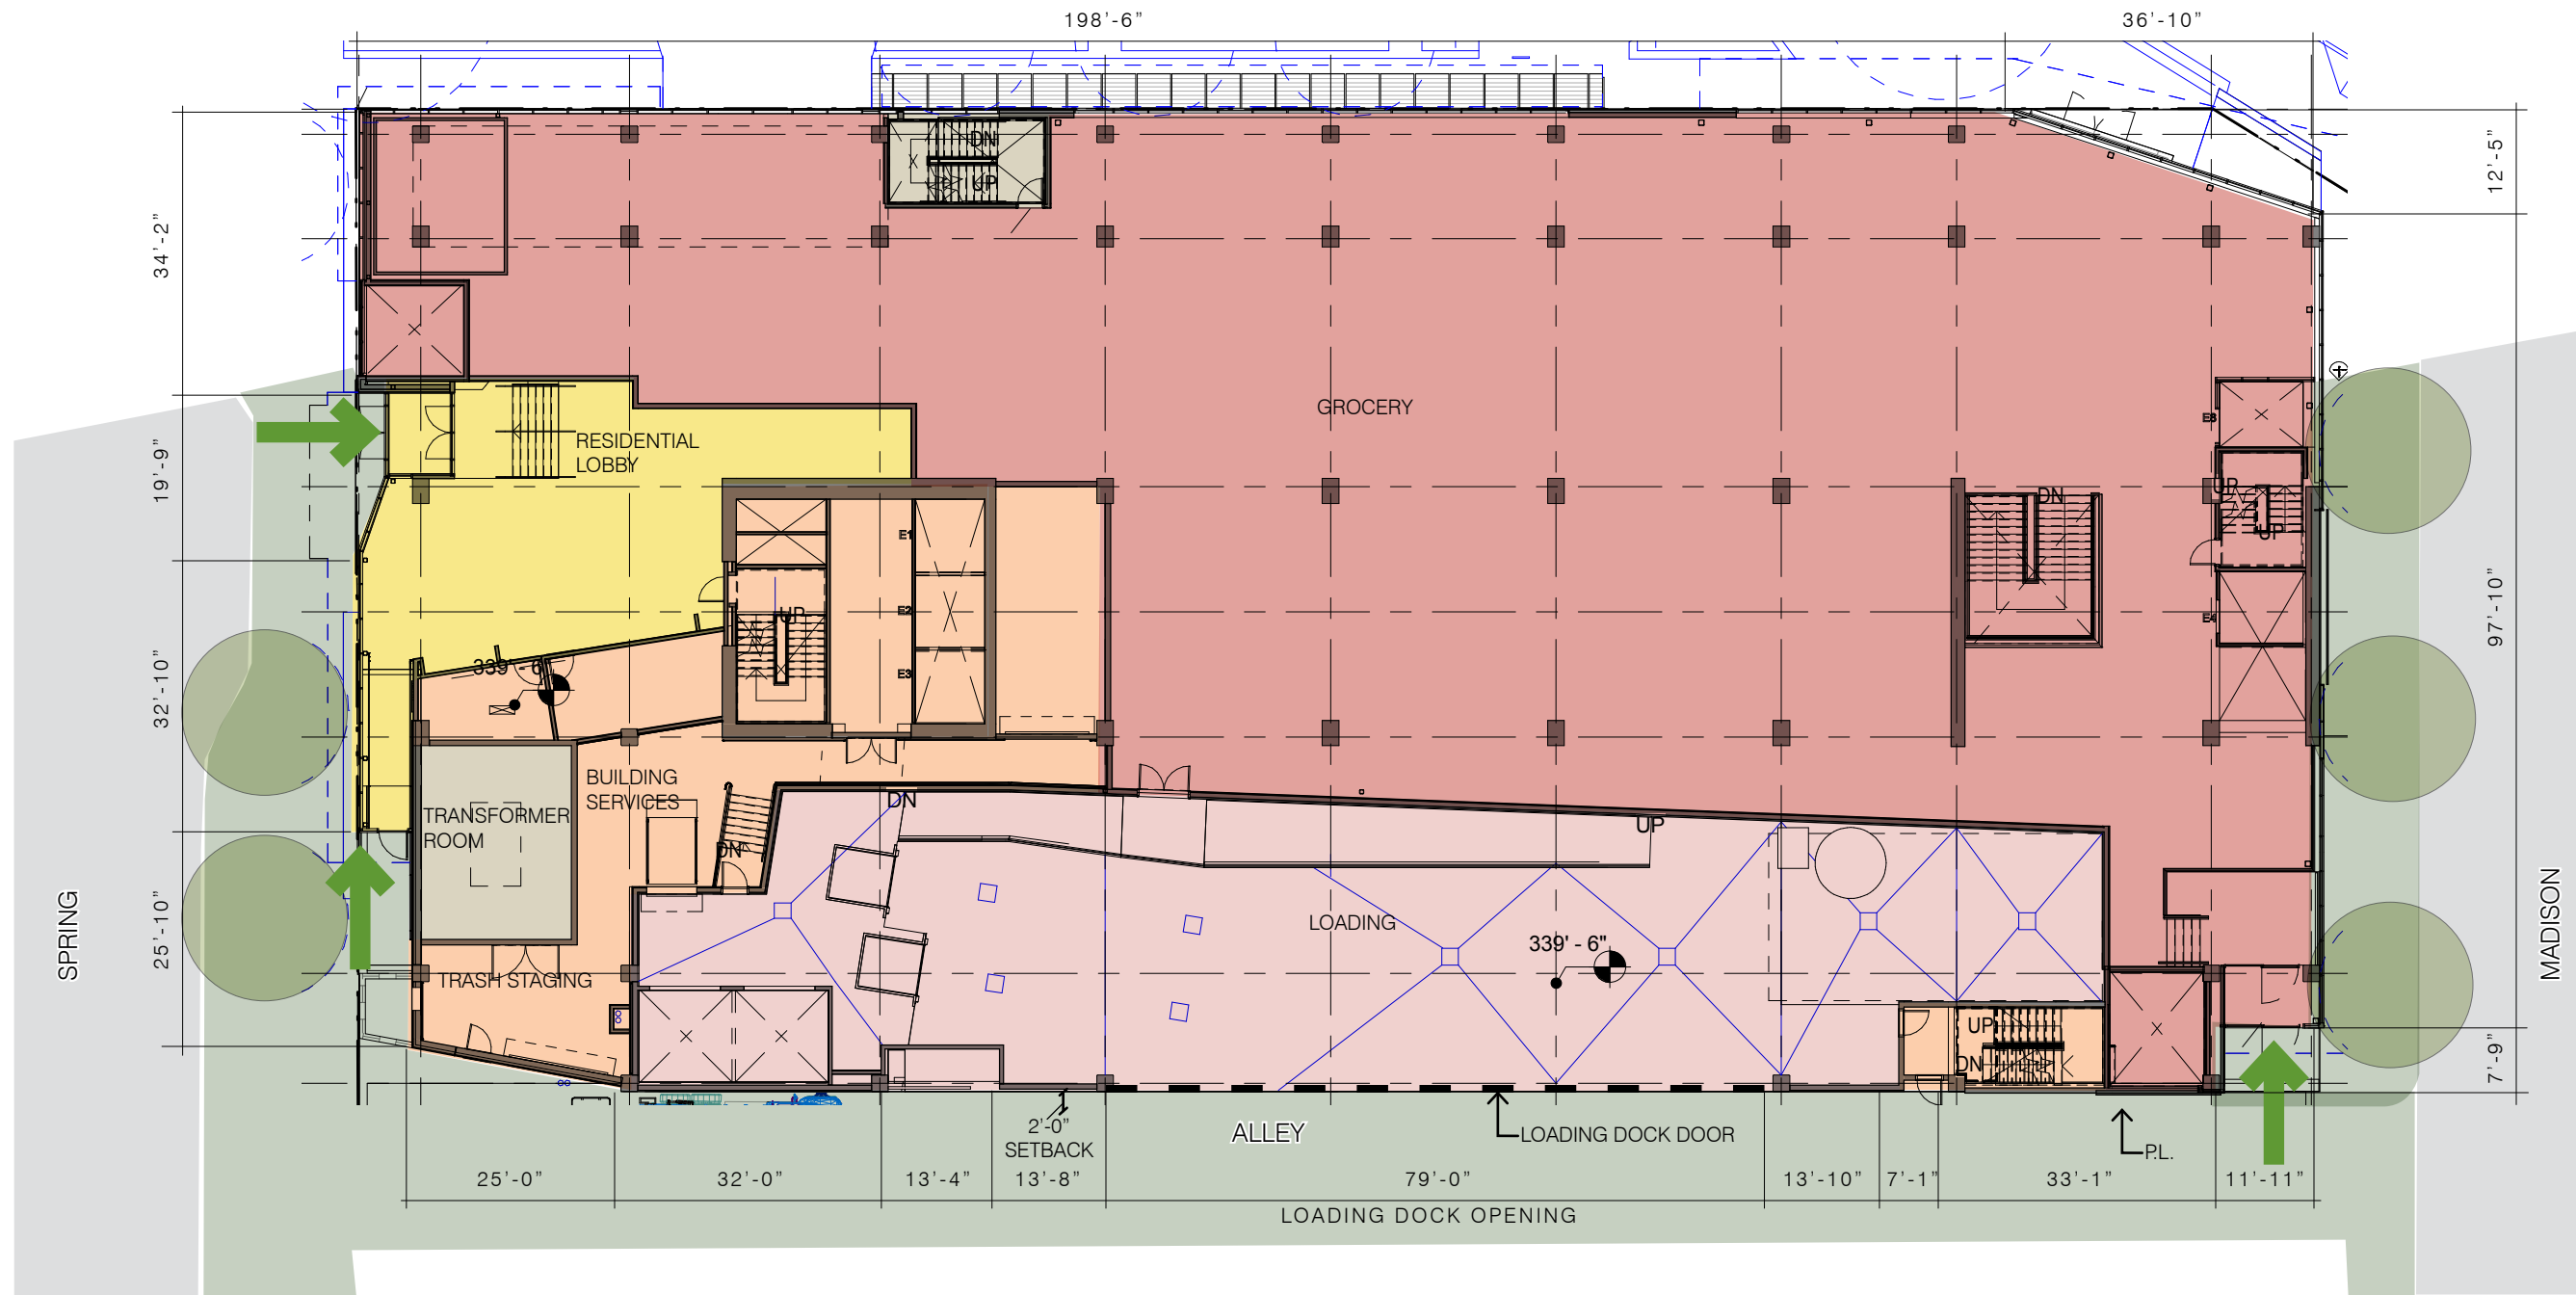 198'-6"
36'-10"
DN
UP
12'-5"
34'-2"
GROCERY
E5
RESIDENTIAL
LOBBY
19'-9"
UP
DN
E1
UP
97'-10"
E2
UP
E4
339' - 6"
E3
32'-10"
BUILDING
SERVICES
DN
TRANSFORMER
ROOM
UP
DN
SPRING
25'-10"
LOADING
MADISON
339' - 6"
TRASH STAGING
UP
DN
7'-9"
2'-0"
SETBACK
ALLEY
LOADING DOCK DOOR
P.L.
25'-0"
32'-0"
13'-4"
13'-8"
79'-0"
13'-10"
7'-1"
33'-1"
11'-11"
LOADING DOCK OPENING